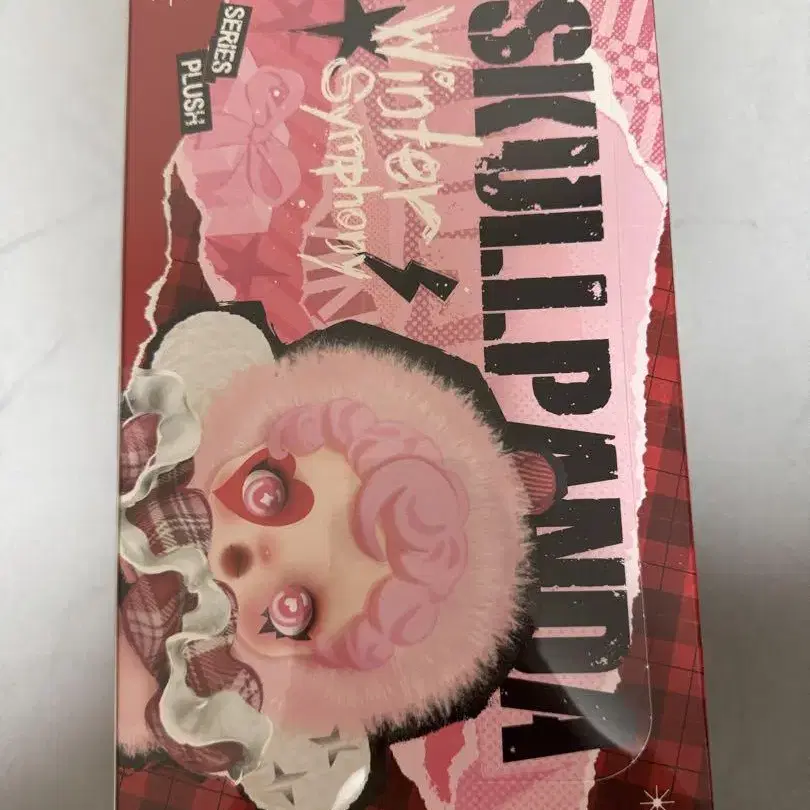 SKULLPANDA
Winter
Symphony
SERIES
PLUSH